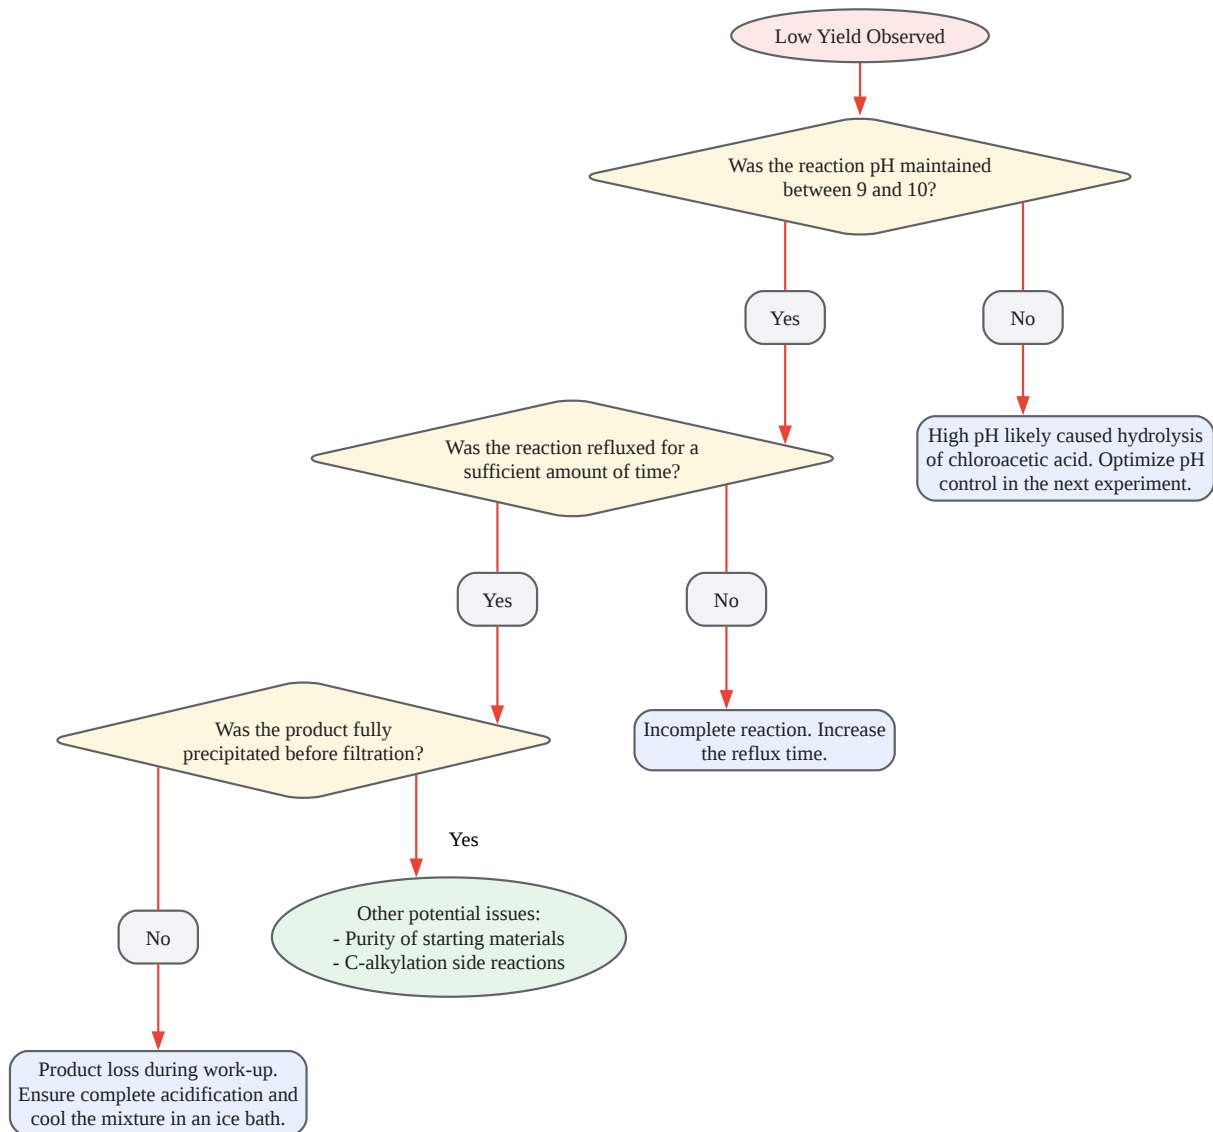 Low Yield Observed
Was the reaction pH maintained
between 9 and 10?
Yes
No
High pH likely caused hydrolysis
of chloroacetic acid. Optimize pH
control in the next experiment.
Was the reaction refluxed for a
sufficient amount of time?
Yes
No
Incomplete reaction. Increase
the reflux time.
Was the product fully
precipitated before filtration?
Yes
Other potential issues:
- Purity of starting materials
- C-alkylation side reactions
No
Product loss during work-up.
Ensure complete acidification and
cool the mixture in an ice bath.